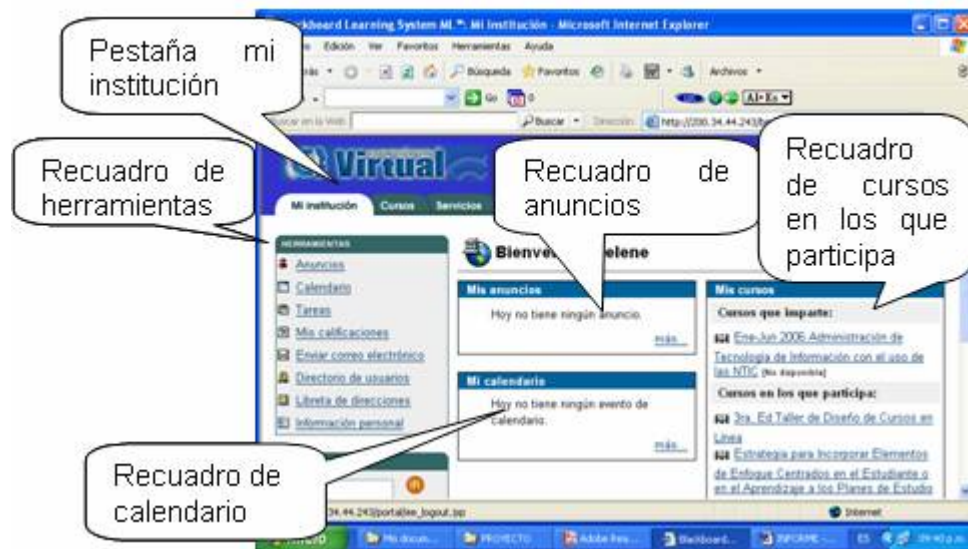 Pestaña mi
institución
Recuadro de
herramientas
Recuadro de
anuncios
Recuadro
de cursos
en los que
participa
Recuadro de
calendario
Learning System ML
Mi Institución - Microsoft Internet Explorer
Edición Ver Favoritos Herramientas Ayuda
Búsqueda Favoritos
Archivos
Go
Buscar en la Web
Buscar
Dirección
Virtual
Mi institución Cursos Servicios
HERRAMIENTAS
Anuncios
Calendario
Tareas
Mis calificaciones
Enviar correo electrónico
Directorio de usuarios
Libreta de direcciones
Información personal
Mis anuncios
Hoy no tiene ningún anuncio.
más...
Mi calendario
Hoy no tiene ningún evento de
calendario.
más...
Mis cursos
Cursos que imparte:
Ene-Jun 2006 Administración de
Tecnología de Información con el uso de
las NTIC (No disponible)
Cursos en los que participa:
3ra. Ed Taller de Diseño de Cursos en
Línea
Estrategia para Incorporar Elementos
de Enfoque Centrados en el Estudiante o
en el Aprendizaje a los Planes de Estudio
Internet
PROYECTO
INFORME
ES